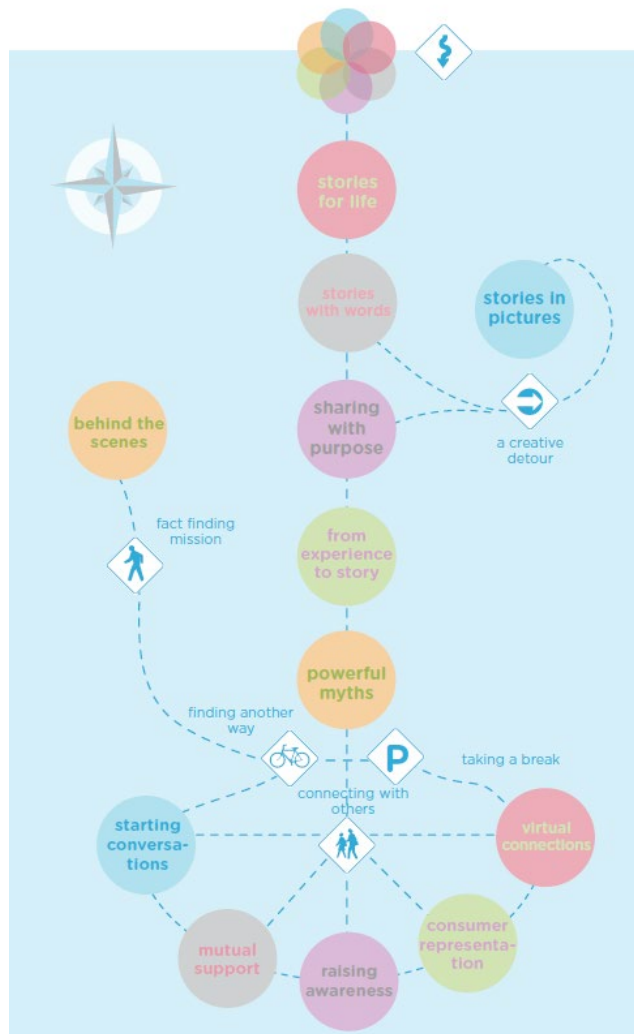 stories
for life
stories
with words
stories in
pictures
sharing
with
purpose
a creative
detour
behind the
scenes
fact finding
mission
from
experience
to story
powerful
myths
finding another
way
P
taking a break
connecting with
others
starting
conversa-
tions
virtual
connections
mutual
support
raising
awareness
consumer
representa-
tion